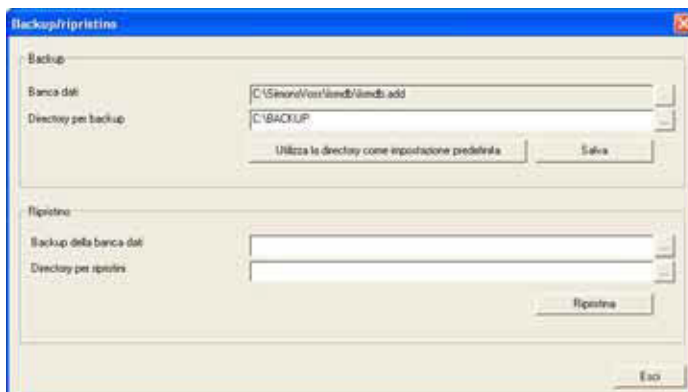 Backup/ripristino
Backup
Banca dati
C:\SimonsVoss\lsmdb\lsmdb.add
...
Directory per backup
C:\BACKUP
...
Utilizza la directory come impostazione predefinita
Salva
Ripristino
Backup della banca dati
...
Directory per ripristini
...
Ripristina
Esci